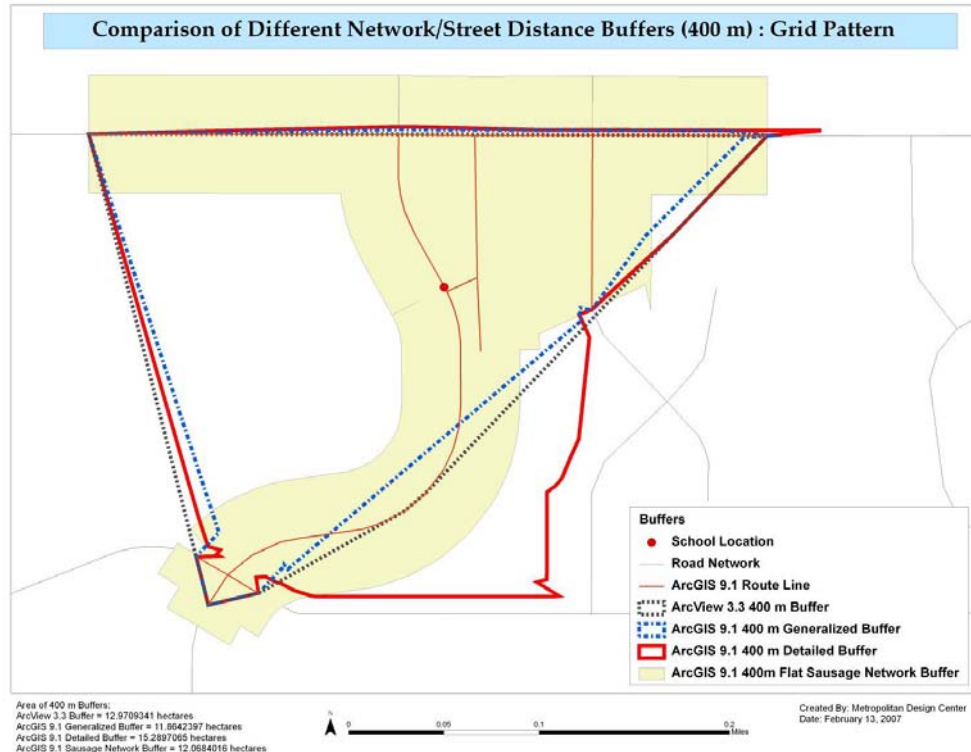 Comparison of Different Network/Street Distance Buffers (400 m) : Grid Pattern
Buffers
School Location
Road Network
ArcGIS 9.1 Route Line
ArcView 3.3 400 m Buffer
ArcGIS 9.1 400 m Generalized Buffer
ArcGIS 9.1 400 m Detailed Buffer
ArcGIS 9.1 400m Flat Sausage Network Buffer
Area of 400 m Buffers:
ArcView 3.3 Buffer = 12.9709341 hectares
ArcGIS 9.1 Generalized Buffer = 11.8642397 hectares
ArcGIS 9.1 Detailed Buffer = 15.2897065 hectares
ArcGIS 9.1 Sausage Network Buffer = 12.0684016 hectares
N
0 0.05 0.1 0.2
Miles
Created By: Metropolitan Design Center
Date: February 13, 2007